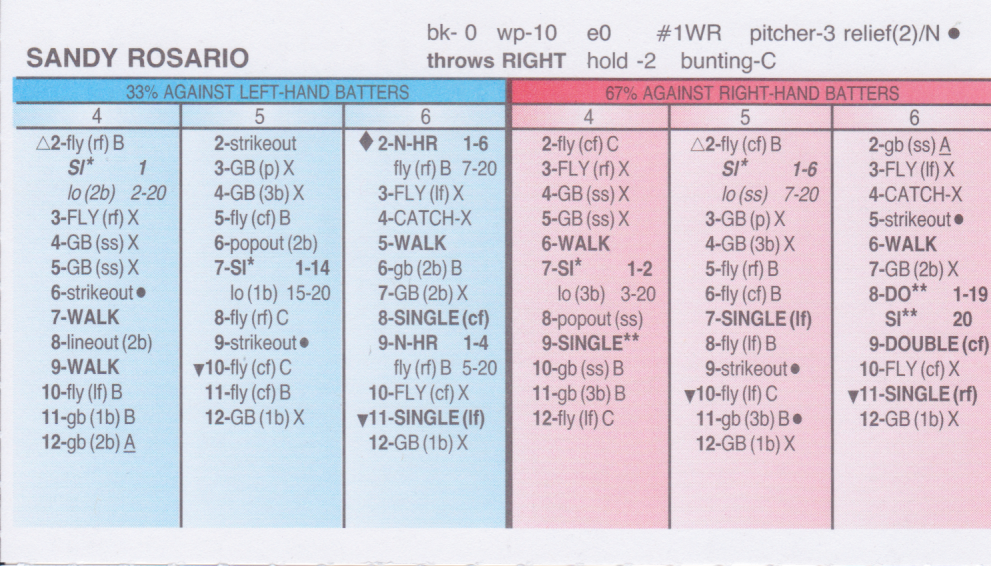 bk- 0 wp-10 e0 #1WR pitcher-3 relief(2)/N ●
SANDY ROSARIO
throws RIGHT hold -2 bunting-C
33% AGAINST LEFT-HAND BATTERS
4
△2-fly (rf) B
SI* 1
lo (2b) 2-20
3-FLY (rf) X
4-GB (ss) X
5-GB (ss) X
6-strikeout●
7-WALK
8-lineout (2b)
9-WALK
10-fly (lf) B
11-gb (1b) B
12-gb (2b) A
5
2-strikeout
3-GB (p) X
4-GB (3b) X
5-fly (cf) B
6-popout (2b)
7-SI* 1-14
lo (1b) 15-20
8-fly (rf) C
9-strikeout●
▼10-fly (cf) C
11-fly (cf) B
12-GB (1b) X
6
♦ 2-N-HR 1-6
fly (rf) B 7-20
3-FLY (lf) X
4-CATCH-X
5-WALK
6-gb (2b) B
7-GB (2b) X
8-SINGLE (cf)
9-N-HR 1-4
fly (rf) B 5-20
10-FLY (cf) X
▼11-SINGLE (lf)
12-GB (1b) X
67% AGAINST RIGHT-HAND BATTERS
4
2-fly (cf) C
3-FLY (rf) X
4-GB (ss) X
5-GB (ss) X
6-WALK
7-SI* 1-2
lo (3b) 3-20
8-popout (ss)
9-SINGLE**
10-gb (ss) B
11-gb (3b) B
12-fly (lf) C
5
△2-fly (cf) B
SI* 1-6
lo (ss) 7-20
3-GB (p) X
4-GB (3b) X
5-fly (rf) B
6-fly (cf) B
7-SINGLE (lf)
8-fly (lf) B
9-strikeout●
▼10-fly (lf) C
11-gb (3b) B●
12-GB (1b) X
6
2-gb (ss) A
3-FLY (lf) X
4-CATCH-X
5-strikeout●
6-WALK
7-GB (2b) X
8-DO** 1-19
SI** 20
9-DOUBLE (cf)
10-FLY (cf) X
▼11-SINGLE (rf)
12-GB (1b) X